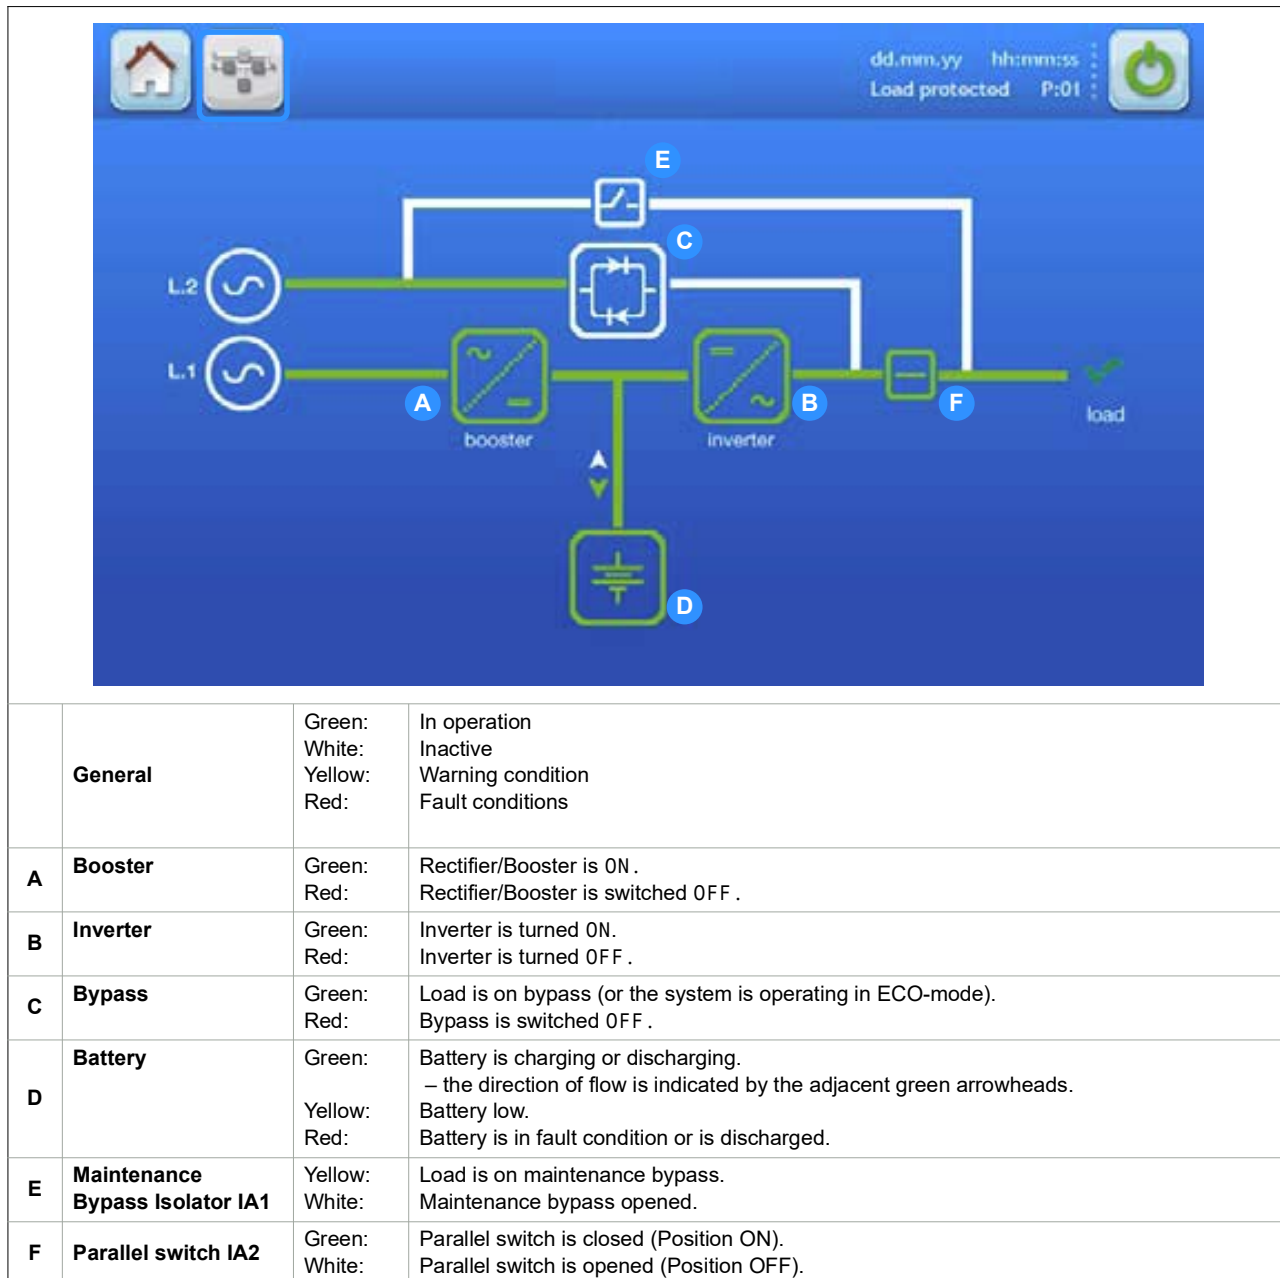 dd.mm.yy hh:mm:ss
Load protected P:01
E
C
L.2
L.1
A
B
F
booster
inverter
load
D
General
Green: In operation
White: Inactive
Yellow: Warning condition
Red: Fault conditions
A Booster
Green: Rectifier/Booster is ON.
Red: Rectifier/Booster is switched OFF.
B Inverter
Green: Inverter is turned ON.
Red: Inverter is turned OFF.
C Bypass
Green: Load is on bypass (or the system is operating in ECO-mode).
Red: Bypass is switched OFF.
D Battery
Green: Battery is charging or discharging.
– the direction of flow is indicated by the adjacent green arrowheads.
Yellow: Battery low.
Red: Battery is in fault condition or is discharged.
E Maintenance
Bypass Isolator IA1
Yellow: Load is on maintenance bypass.
White: Maintenance bypass opened.
F Parallel switch IA2
Green: Parallel switch is closed (Position ON).
White: Parallel switch is opened (Position OFF).